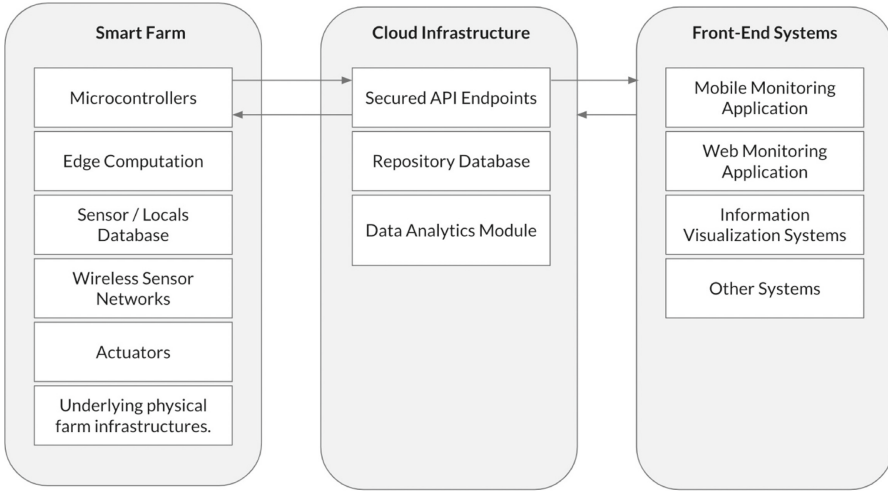 Smart Farm
Microcontrollers
Edge Computation
Sensor / Locals
Database
Wireless Sensor
Networks
Actuators
Underlying physical
farm infrastructures.
Cloud Infrastructure
Secured API Endpoints
Repository Database
Data Analytics Module
Front-End Systems
Mobile Monitoring
Application
Web Monitoring
Application
Information
Visualization Systems
Other Systems